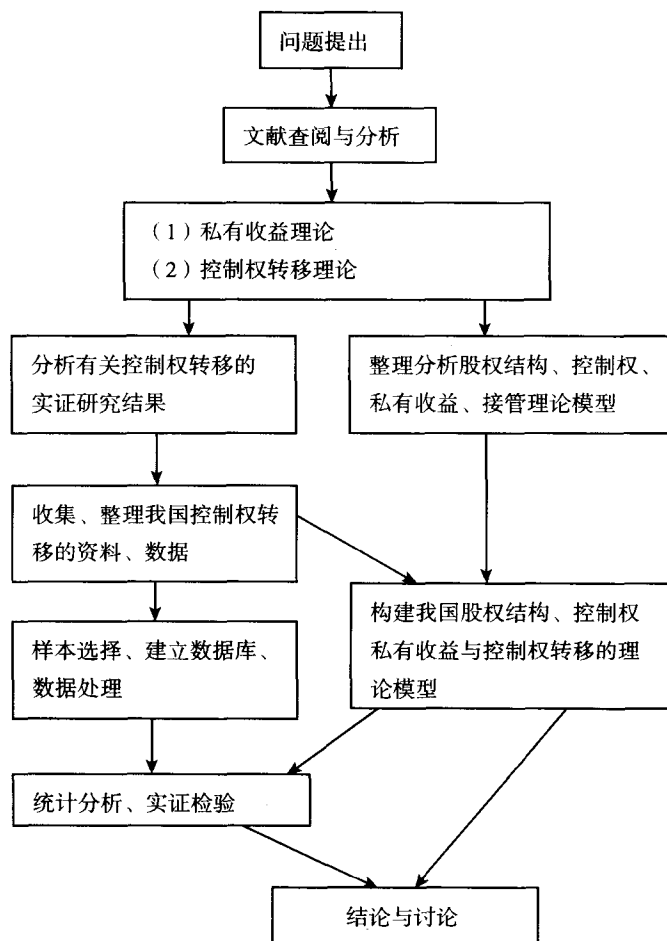 问题提出
文献查阅与分析
（1）私有收益理论
（2）控制权转移理论
分析有关控制权转移的
实证研究结果
整理分析股权结构、控制权、
私有收益、接管理论模型
收集、整理我国控制权转
移的资料、数据
样本选择、建立数据库、
数据处理
构建我国股权结构、控制权
私有收益与控制权转移的理
论模型
统计分析、实证检验
结论与讨论